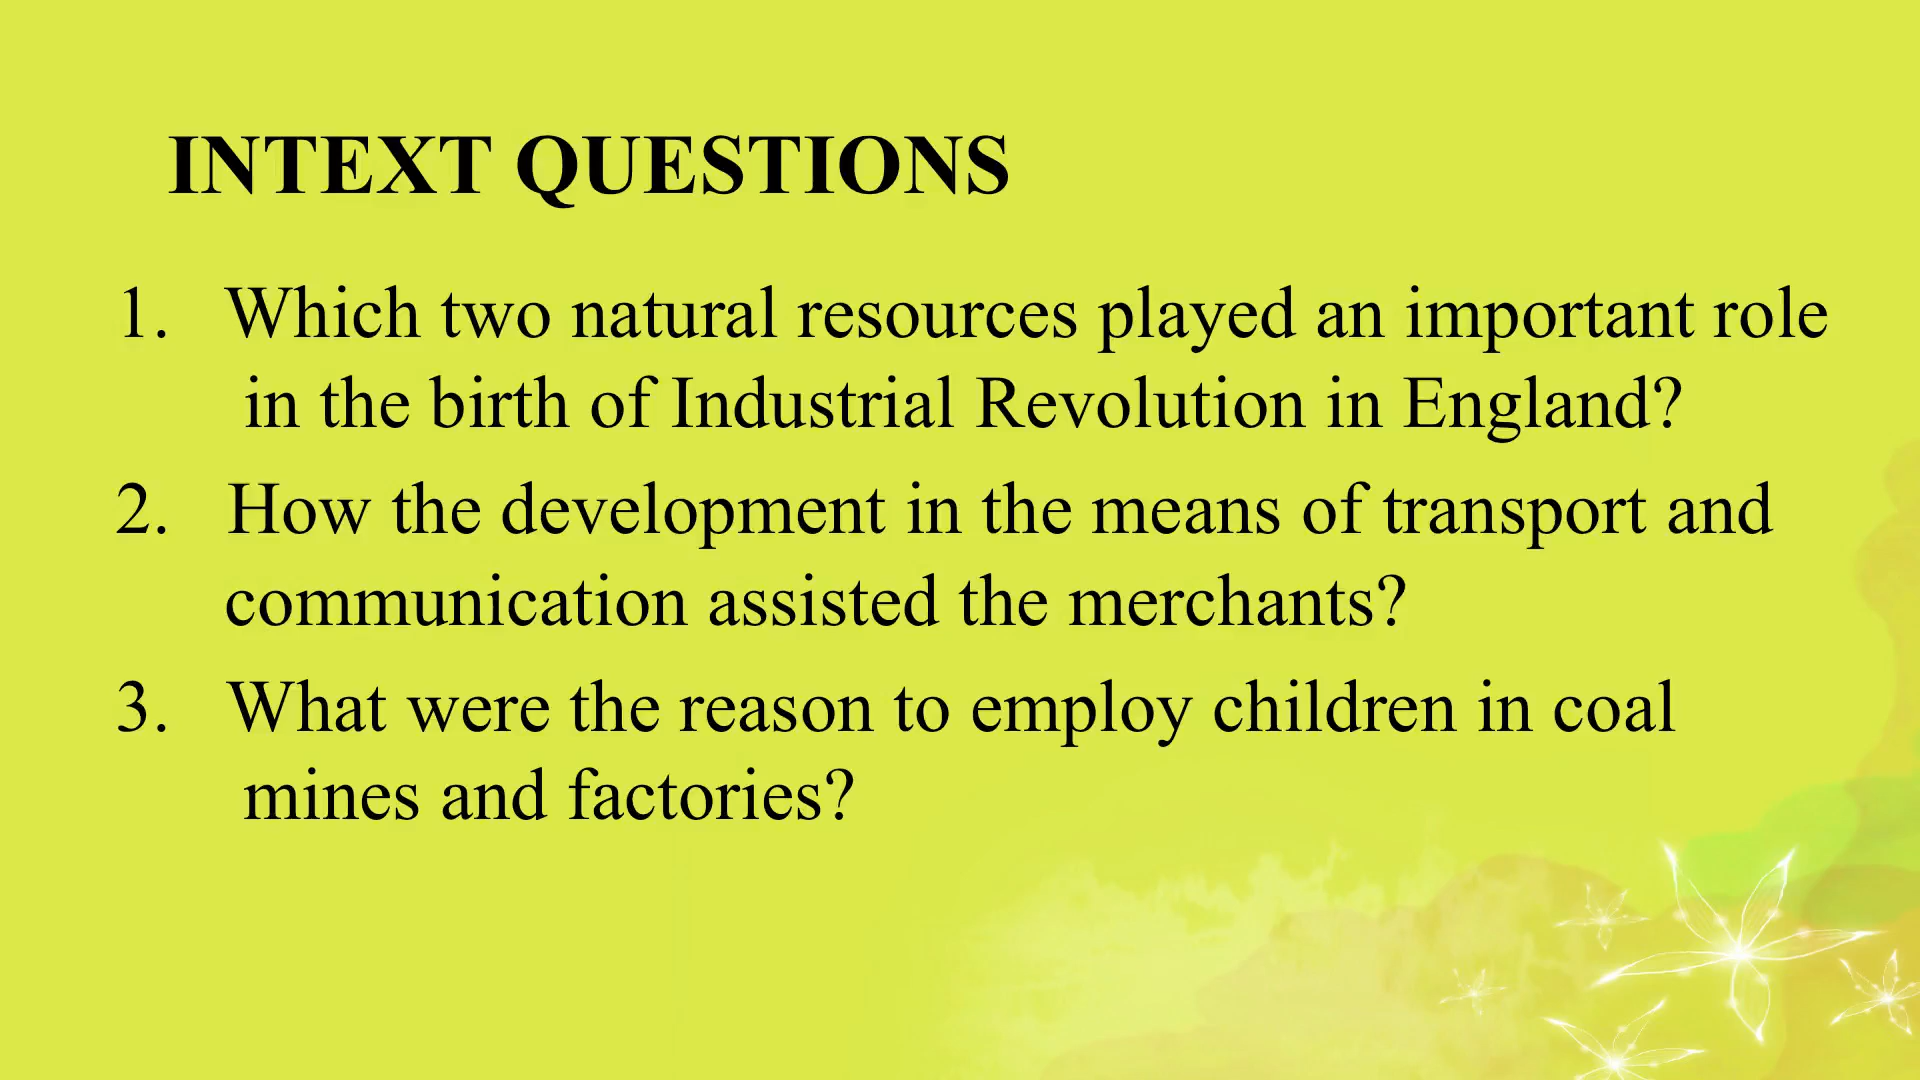 INTEXT QUESTIONS
1. Which two natural resources played an important role
in the birth of Industrial Revolution in England?
2. How the development in the means of transport and
communication assisted the merchants?
3. What were the reason to employ children in coal
mines and factories?